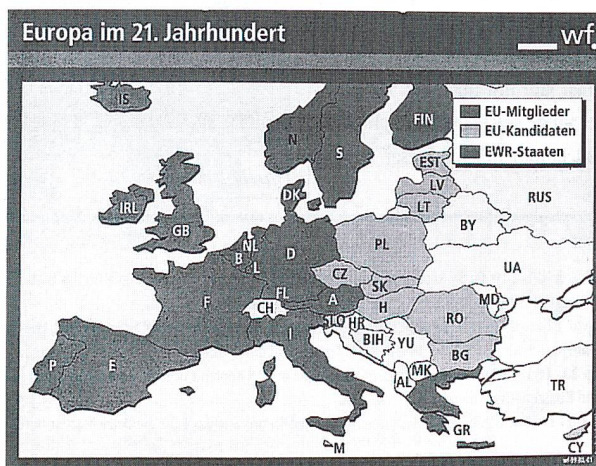 Europa im 21. Jahrhundert
wf.
EU-Mitglieder
EU-Kandidaten
EWR-Staaten
IS
N
S
FIN
EST
LV
LT
RUS
IRL
GB
DK
NL
B
L
D
PL
BY
UA
CZ
SK
F
FL
CH
A
H
MD
RO
SLO
HR
BIH
YU
BG
I
MK
AL
P
E
GR
TR
M
CY